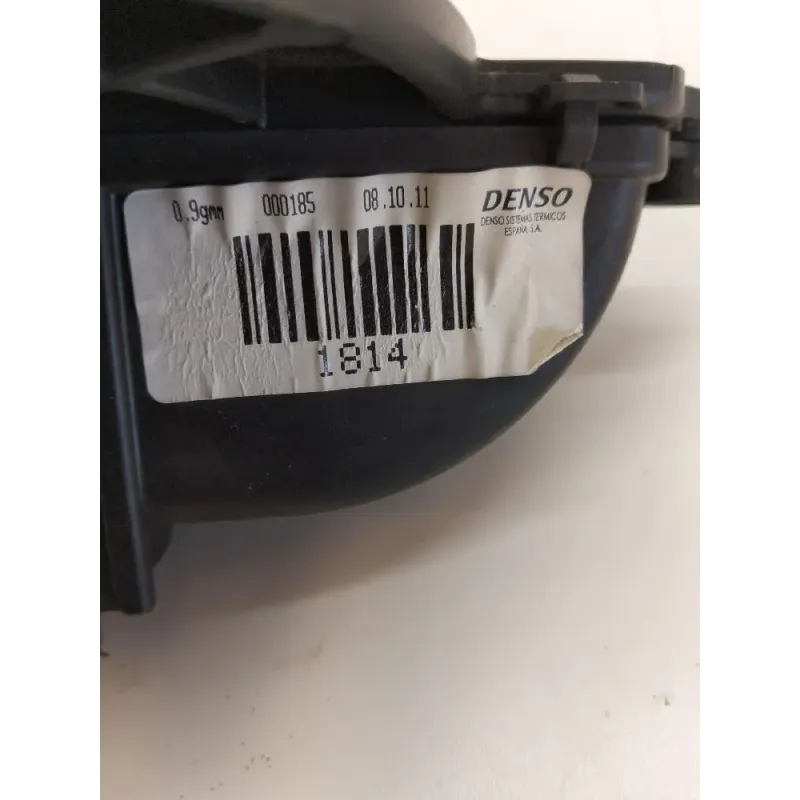 0.9gmm 000185 08.10.11 DENSO
DENSO SISTEMAS TERMICOS
ESPAÑA, S.A.
1814